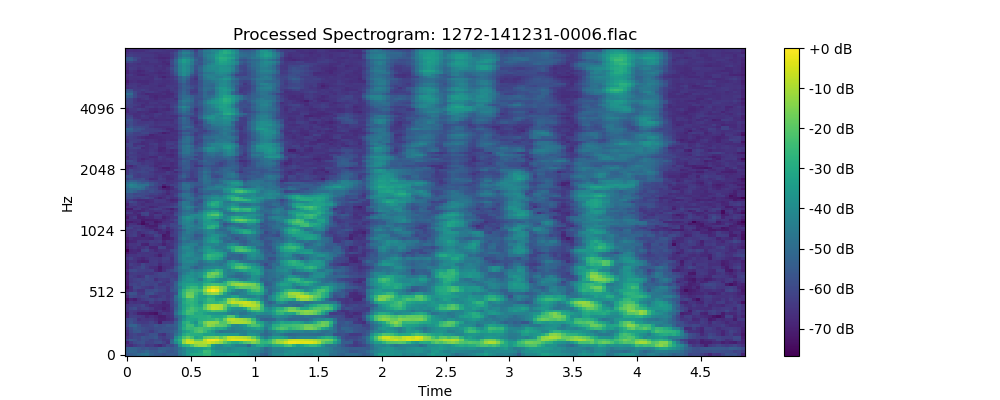 Processed Spectrogram: 1272-141231-0006.flac
Hz
4096
2048
1024
512
0
0 0.5 1 1.5 2 2.5 3 3.5 4 4.5
Time
+0 dB
-10 dB
-20 dB
-30 dB
-40 dB
-50 dB
-60 dB
-70 dB